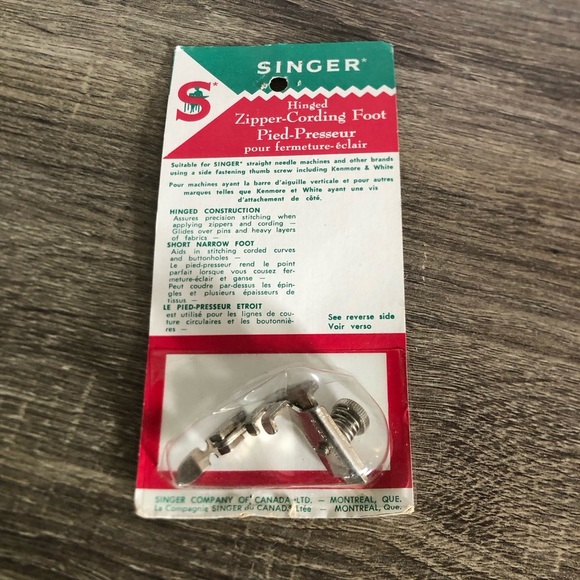 SINGER*
S*
Hinged
Zipper-Cording Foot
Pied-Presseur
pour fermeture-éclair
Suitable for SINGER* straight needle machines and other brands
using a side fastening thumb screw including Kenmore & White
Pour machines ayant la barre d'aiguille verticale et pour autres
marques telles que Kenmore et White ayant une vis
d'attachement de côté.
HINGED CONSTRUCTION
Assures precision stitching when
applying zippers and cording —
Glides over pins and heavy layers
of fabrics —
SHORT NARROW FOOT
Aids in stitching corded curves
and buttonholes —
Le pied-presseur rend le point
parfait lorsque vous cousez fer-
meture-éclair et ganse —
Peut coudre par-dessus les épin-
gles et plusieurs épaisseurs de
tissus —
LE PIED-PRESSEUR ETROIT
est utilisé pour les lignes de cou-
ture circulaires et les boutonniè-
res —
See reverse side
Voir verso
SINGER COMPANY OF CANADA LTD. — MONTREAL, QUE.
La Compagnie SINGER du CANADA Ltée — MONTREAL, Que.